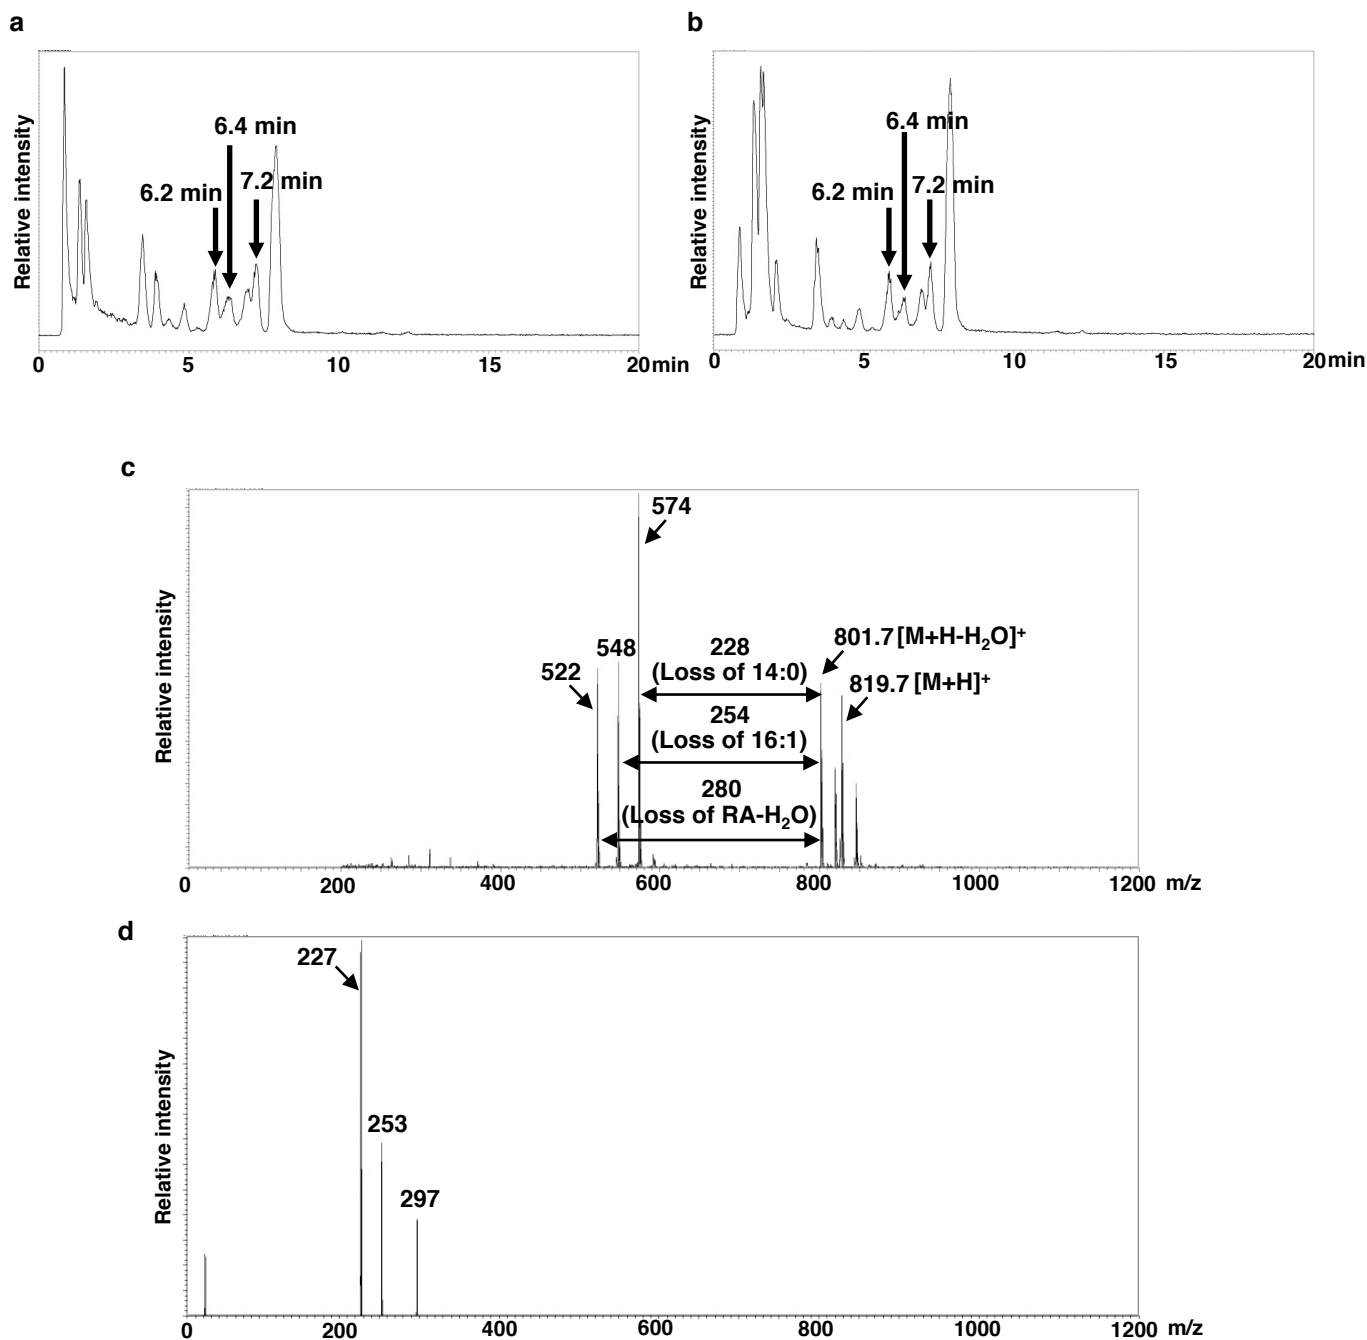 a
Relative intensity
6.4 min
6.2 min
7.2 min
0 5 10 15 20min
b
Relative intensity
6.4 min
6.2 min
7.2 min
0 5 10 15 20min
c
Relative intensity
574
522
548
228
(Loss of 14:0)
254
(Loss of 16:1)
280
(Loss of RA-H₂O)
801.7 [M+H-H₂O]⁺
819.7 [M+H]⁺
0 200 400 600 800 1000 1200 m/z
d
Relative intensity
227
253
297
0 200 400 600 800 1000 1200 m/z